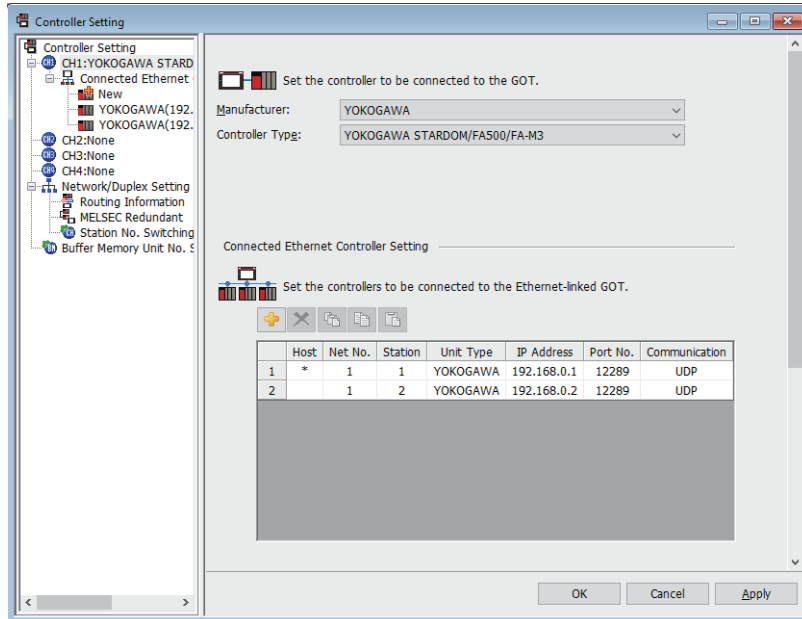 Controller Setting
Controller Setting
CH1:YOKOGAWA STARD
Connected Ethernet
New
YOKOGAWA(192.
YOKOGAWA(192.
CH2:None
CH3:None
CH4:None
Network/Duplex Setting
Routing Information
MELSEC Redundant
Station No. Switching
Buffer Memory Unit No. S
Set the controller to be connected to the GOT.
Manufacturer: YOKOGAWA
Controller Type: YOKOGAWA STARDOM/FA500/FA-M3
Connected Ethernet Controller Setting
Set the controllers to be connected to the Ethernet-linked GOT.
Host Net No. Station Unit Type IP Address Port No. Communication
1 * 1 1 YOKOGAWA 192.168.0.1 12289 UDP
2 1 2 YOKOGAWA 192.168.0.2 12289 UDP
OK Cancel Apply